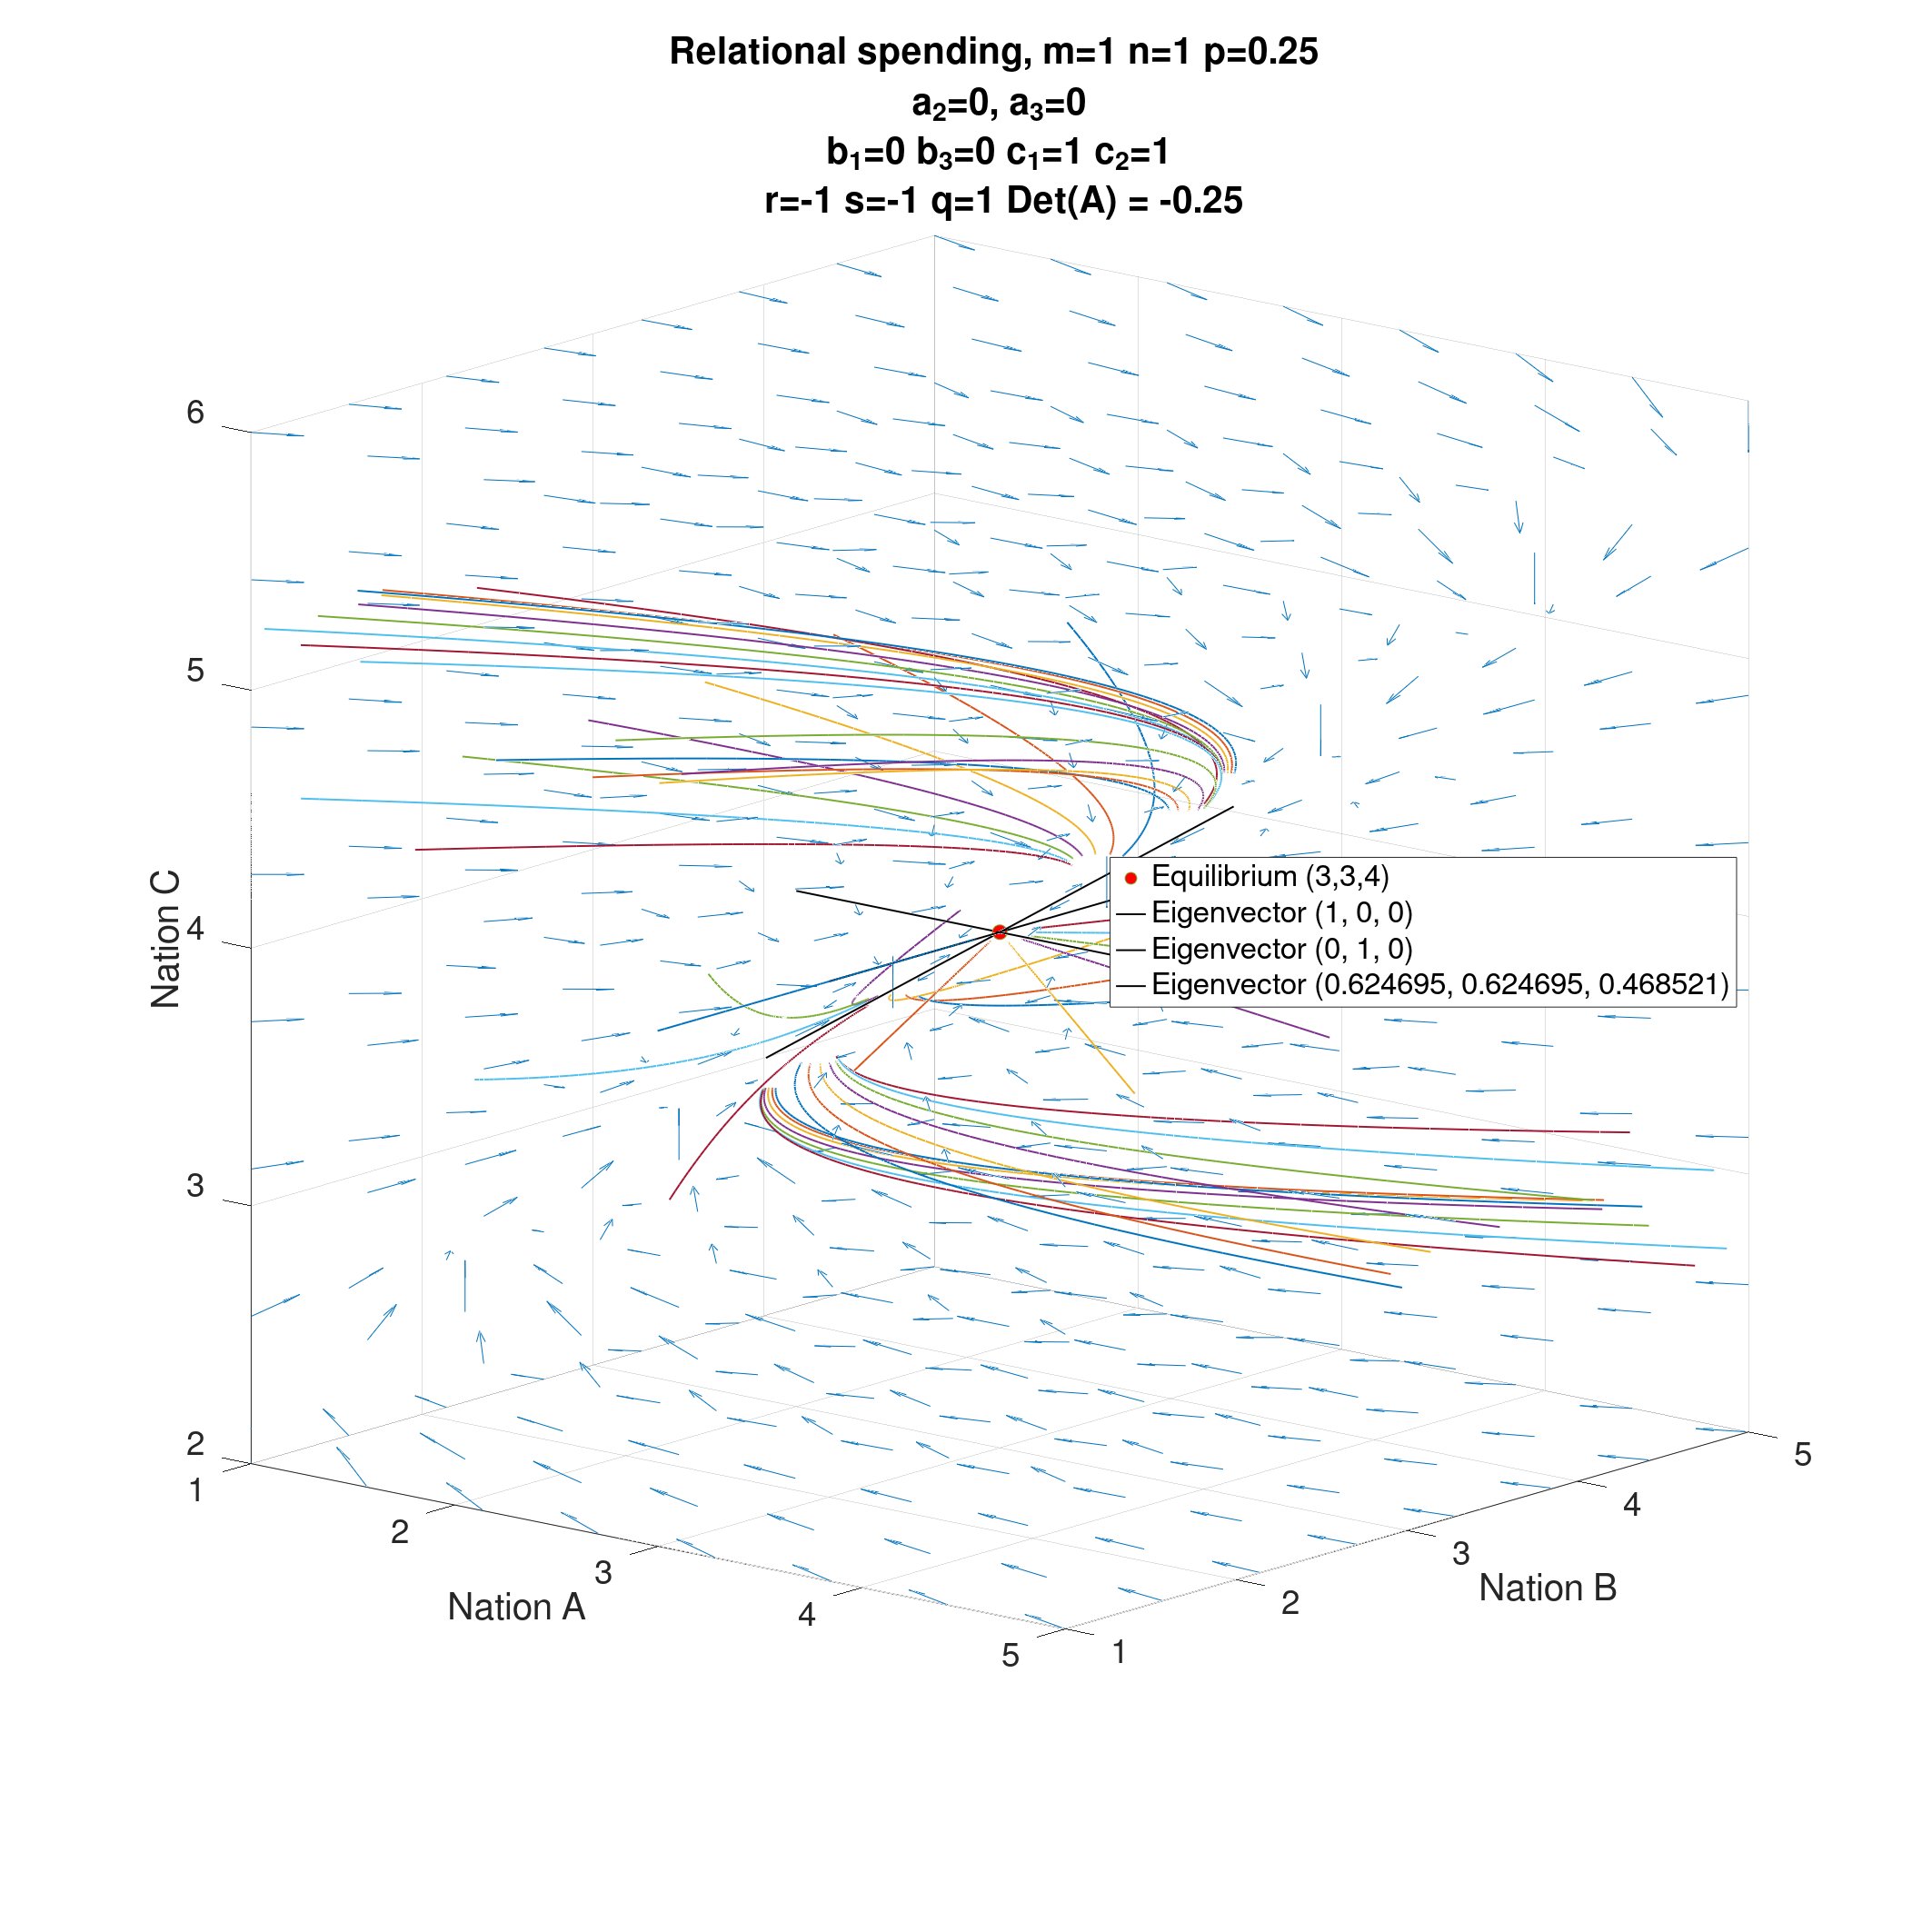 Relational spending, m=1 n=1 p=0.25
a₂=0, a₃=0
b₁=0 b₃=0 c₁=1 c₂=1
r=-1 s=-1 q=1 Det(A) = -0.25
6
5
4
3
2
Nation C
1
2
3
4
5
Nation A
1
2
3
4
5
Nation B
Equilibrium (3,3,4)
Eigenvector (1, 0, 0)
Eigenvector (0, 1, 0)
Eigenvector (0.624695, 0.624695, 0.468521)